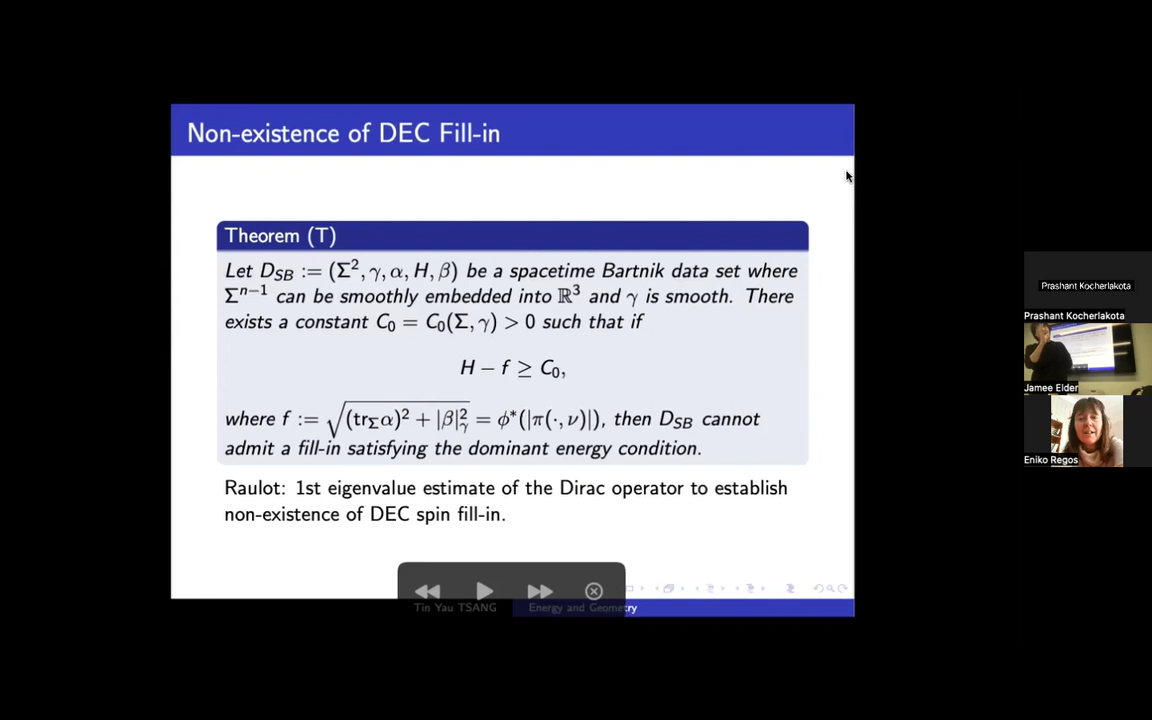 Non-existence of DEC Fill-in
Theorem (T)
Let D_SB := (Σ², γ, α, H, β) be a spacetime Bartnik data set where
Σⁿ⁻¹ can be smoothly embedded into ℝ³ and γ is smooth. There
exists a constant C₀ = C₀(Σ, γ) > 0 such that if
H − f ≥ C₀,
where f := √((tr_Σ α)² + |β|²_γ) = ϕ*(|π(·, ν)|), then D_SB cannot
admit a fill-in satisfying the dominant energy condition.
Raulot: 1st eigenvalue estimate of the Dirac operator to establish
non-existence of DEC spin fill-in.
Tin Yau TSANG
Energy and Geometry
Prashant Kocherlakota
Prashant Kocherlakota
Jamee Elder
Eniko Regos